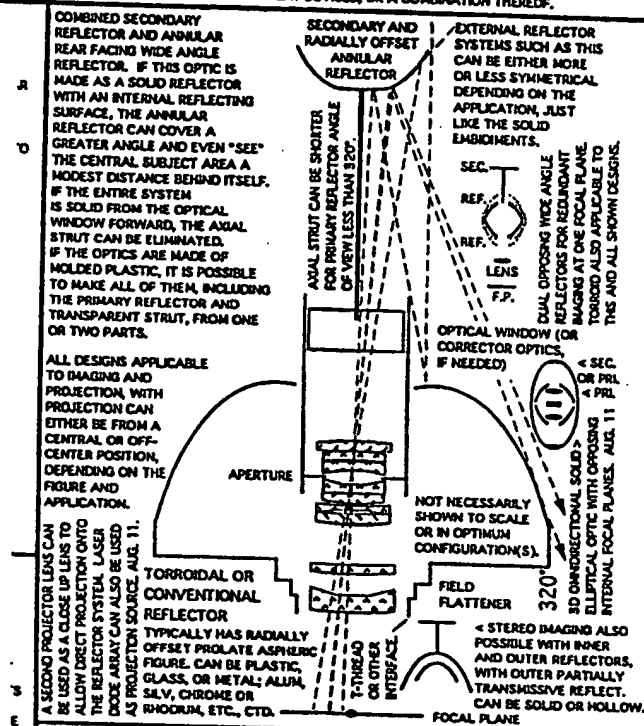 COMBINED SECONDARY
REFLECTOR AND ANNULAR
REAR FACING WIDE ANGLE
REFLECTOR. IF THIS OPTIC IS
MADE AS A SOLID REFLECTOR
WITH AN INTERNAL REFLECTING
SURFACE, THE ANNULAR
REFLECTOR CAN COVER A
GREATER ANGLE AND EVEN "SEE"
THE CENTRAL SUBJECT AREA A
MODEST DISTANCE BEHIND ITSELF.
IF THE ENTIRE SYSTEM
IS SOLID FROM THE OPTICAL
WINDOW FORWARD, THE AXIAL
STRUT CAN BE ELIMINATED.
IF THE OPTICS ARE MADE OF
MOLDED PLASTIC, IT IS POSSIBLE
TO MAKE ALL OF THEM, INCLUDING
THE PRIMARY REFLECTOR AND
TRANSPARENT STRUT, FROM ONE
OR TWO PARTS.
SECONDARY AND
RADIALLY OFFSET
ANNULAR
REFLECTOR
EXTERNAL REFLECTOR
SYSTEMS SUCH AS THIS
CAN BE EITHER MORE
OR LESS SYMMETRICAL
DEPENDING ON THE
APPLICATION, JUST
LIKE THE SOLID
EMBODIMENTS.
AXIAL STRUT CAN BE SHORTER
FOR PRIMARY REFLECTOR ANGLE
OF VIEW LESS THAN 320°.
SEC.
REF.
REF.
LENS
F.P.
DUAL OPPOSING WIDE ANGLE
REFLECTORS FOR REDUNDANT
IMAGING AT ONE FOCAL PLANE.
TORROID ALSO APPLICABLE TO
THIS AND ALL SHOWN DESIGNS.
OPTICAL WINDOW (OR
CORRECTOR OPTICS,
IF NEEDED)
< SEC.
OR PRI.
< PRI.
ALL DESIGNS APPLICABLE
TO IMAGING AND
PROJECTION, WITH
PROJECTION CAN
EITHER BE FROM A
CENTRAL OR OFF-
CENTER POSITION,
DEPENDING ON THE
FIGURE AND
APPLICATION.
APERTURE
NOT NECESSARILY
SHOWN TO SCALE
OR IN OPTIMUM
CONFIGURATION(S).
320°
3D OMNIDIRECTIONAL SOLID >
ELLIPTICAL OPTIC WITH OPPOSING
INTERNAL FOCAL PLANES. AUG. 11
A SECOND PROJECTOR LENS CAN
BE USED AS A CLOSE UP LENS TO
ALLOW DIRECT PROJECTION ONTO
THE REFLECTOR SYSTEM. LASER
DIODE ARRAY CAN ALSO BE USED
AS PROJECTION SOURCE. AUG. 11.
TORROIDAL OR
CONVENTIONAL
REFLECTOR
TYPICALLY HAS RADIALLY
OFFSET PROLATE ASPHERIC
FIGURE. CAN BE PLASTIC,
GLASS, OR METAL; ALUM,
SILV, CHROME OR
RHODIUM, ETC., CTD.
T-THREAD
OR OTHER
INTERFACE.
FIELD
FLATTENER
< STEREO IMAGING ALSO
POSSIBLE WITH INNER
AND OUTER REFLECTORS,
WITH OUTER PARTIALLY
TRANSMISSIVE REFLECT.
CAN BE SOLID OR HOLLOW
FOCAL PLANE